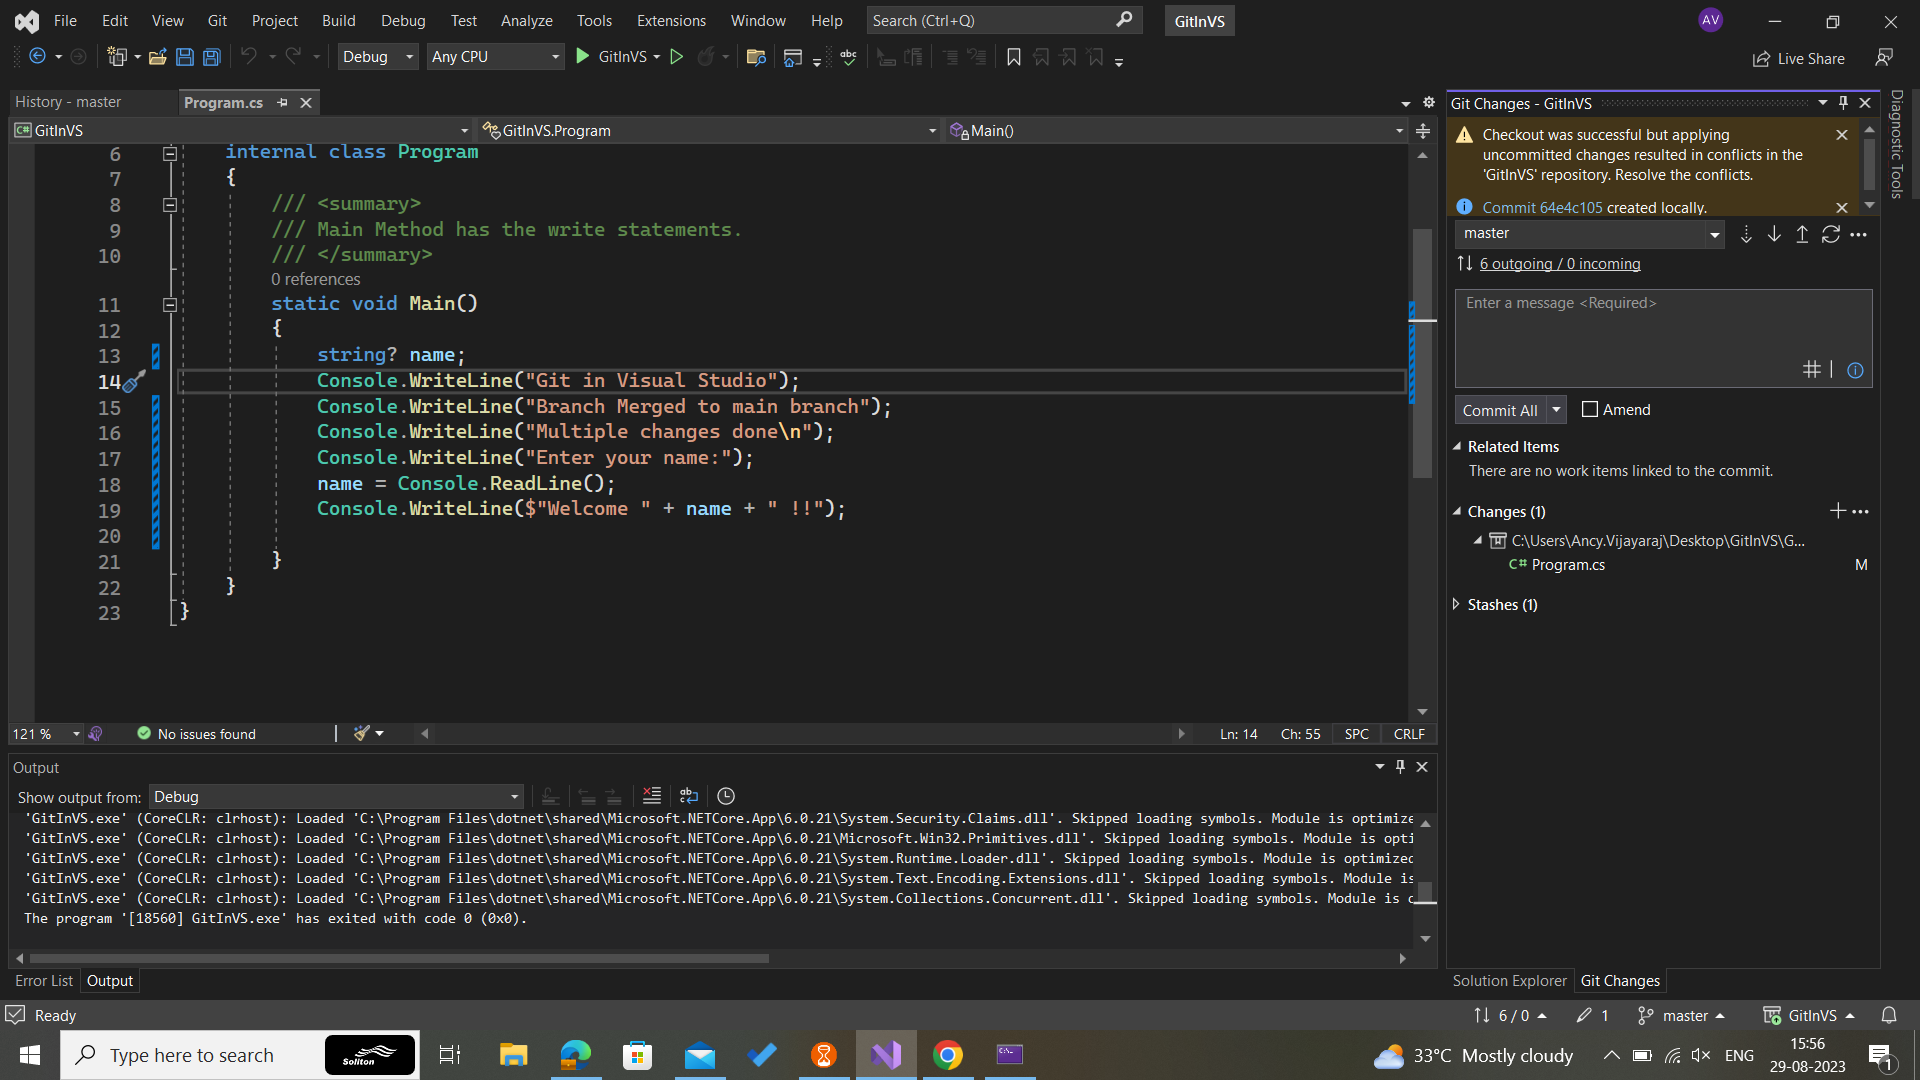 File Edit View Git Project Build Debug Test Analyze Tools Extensions Window Help Search (Ctrl+Q) GitInVS AV
Debug Any CPU GitInVS Live Share
History - master Program.cs
GitInVS GitInVS.Program Main()
6 internal class Program
7 {
8 /// <summary>
9 /// Main Method has the write statements.
10 /// </summary>
0 references
11 static void Main()
12 {
13 string? name;
14 Console.WriteLine("Git in Visual Studio");
15 Console.WriteLine("Branch Merged to main branch");
16 Console.WriteLine("Multiple changes done\n");
17 Console.WriteLine("Enter your name:");
18 name = Console.ReadLine();
19 Console.WriteLine($"Welcome " + name + " !!");
20
21 }
22 }
23 }
121 % No issues found Ln: 14 Ch: 55 SPC CRLF
Output
Show output from: Debug
'GitInVS.exe' (CoreCLR: clrhost): Loaded 'C:\Program Files\dotnet\shared\Microsoft.NETCore.App\6.0.21\System.Security.Claims.dll'. Skipped loading symbols. Module is optimize
'GitInVS.exe' (CoreCLR: clrhost): Loaded 'C:\Program Files\dotnet\shared\Microsoft.NETCore.App\6.0.21\Microsoft.Win32.Primitives.dll'. Skipped loading symbols. Module is opti
'GitInVS.exe' (CoreCLR: clrhost): Loaded 'C:\Program Files\dotnet\shared\Microsoft.NETCore.App\6.0.21\System.Runtime.Loader.dll'. Skipped loading symbols. Module is optimized
'GitInVS.exe' (CoreCLR: clrhost): Loaded 'C:\Program Files\dotnet\shared\Microsoft.NETCore.App\6.0.21\System.Text.Encoding.Extensions.dll'. Skipped loading symbols. Module is
'GitInVS.exe' (CoreCLR: clrhost): Loaded 'C:\Program Files\dotnet\shared\Microsoft.NETCore.App\6.0.21\System.Collections.Concurrent.dll'. Skipped loading symbols. Module is o
The program '[18560] GitInVS.exe' has exited with code 0 (0x0).
Error List Output
Git Changes - GitInVS
Checkout was successful but applying
uncommitted changes resulted in conflicts in the
'GitInVS' repository. Resolve the conflicts.
Commit 64e4c105 created locally.
master
6 outgoing / 0 incoming
Enter a message <Required>
Commit All Amend
Related Items
There are no work items linked to the commit.
Changes (1)
C:\Users\Ancy.Vijayaraj\Desktop\GitInVS\G...
C# Program.cs M
Stashes (1)
Solution Explorer Git Changes
Diagnostic Tools
Ready 6 / 0 1 master GitInVS
Type here to search Soliton 33°C Mostly cloudy ENG 15:56
29-08-2023 1